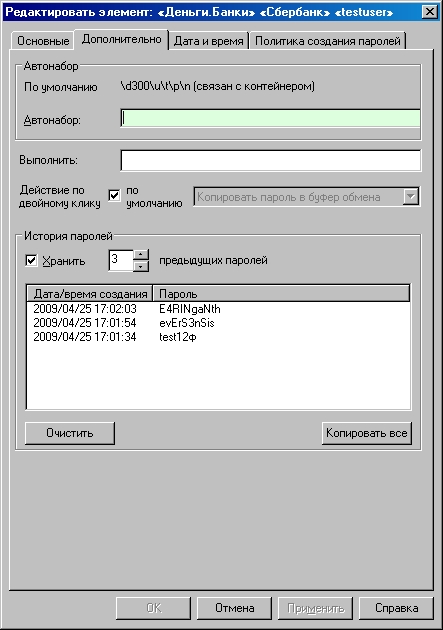 Редактировать элемент: «Деньги.Банки» «Сбербанк» «testuser»
Основные Дополнительно Дата и время Политика создания паролей
Автонабор
По умолчанию \d300\u\t\p\n (связан с контейнером)
Автонабор:
Выполнить:
Действие по двойному клику
по умолчанию
Копировать пароль в буфер обмена
История паролей
Хранить 3 предыдущих паролей
Дата/время создания Пароль
2009/04/25 17:02:03 E4RINgaNth
2009/04/25 17:01:54 evErS3nSis
2009/04/25 17:01:34 test12ф
Очистить Копировать все
OK Отмена Применить Справка